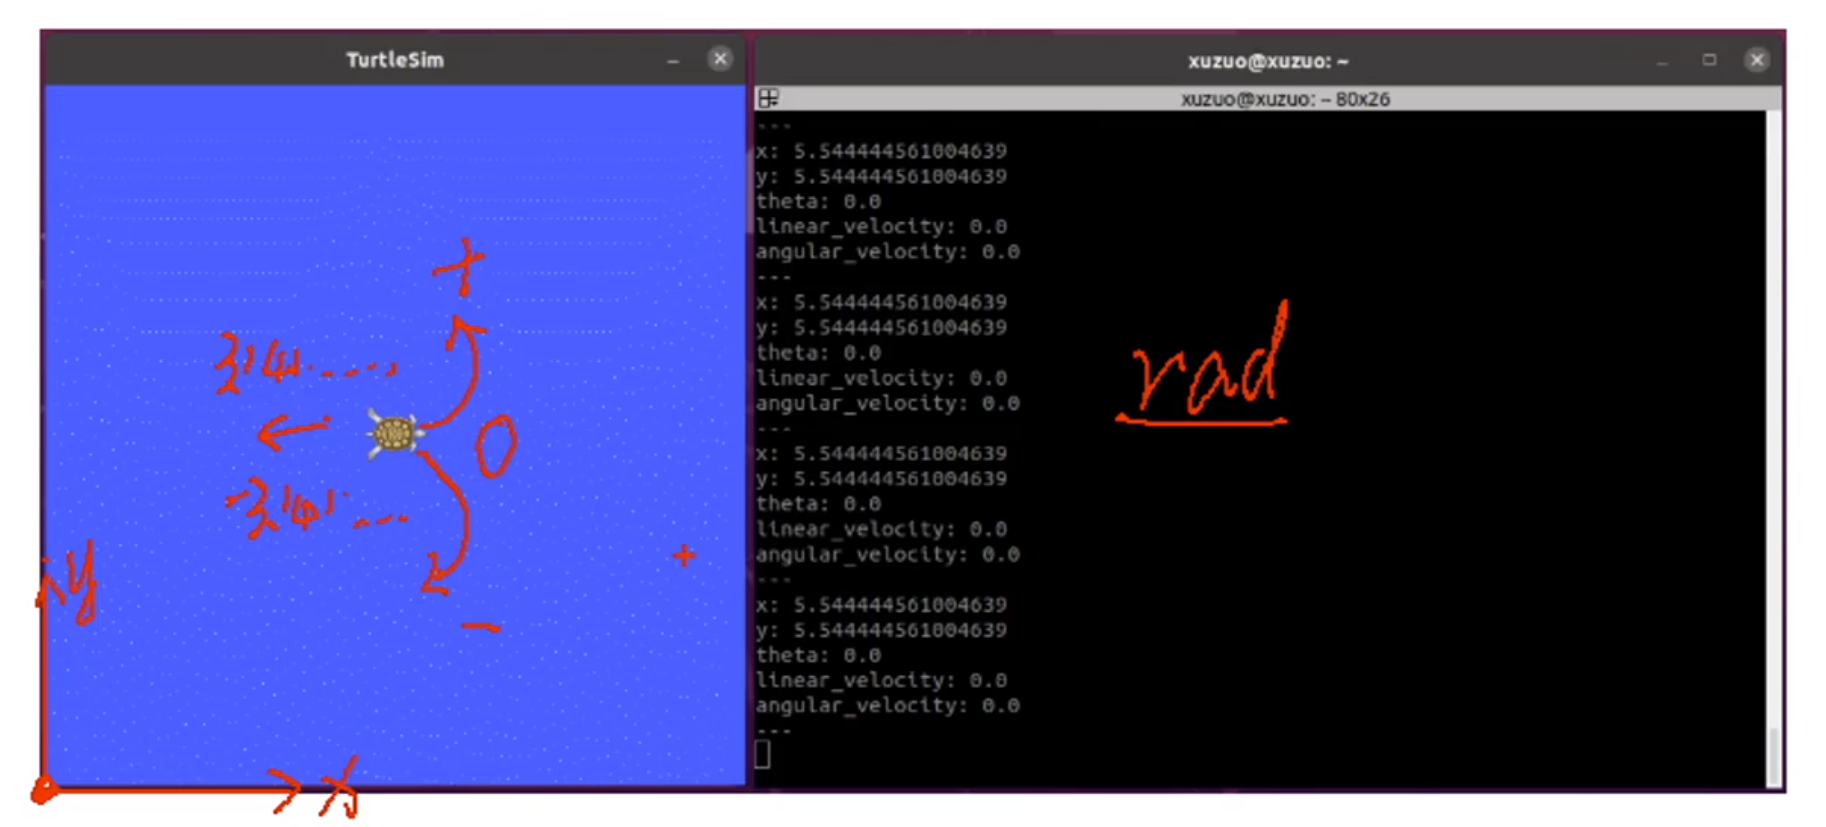 TurtleSim
+
3.14.....
0
-3.14....
+
-
y
x
xuzuo@xuzuo: ~
xuzuo@xuzuo: ~ 80x26
---
x: 5.544444561004639
y: 5.544444561004639
theta: 0.0
linear_velocity: 0.0
angular_velocity: 0.0
---
x: 5.544444561004639
y: 5.544444561004639
theta: 0.0
linear_velocity: 0.0
angular_velocity: 0.0
---
x: 5.544444561004639
y: 5.544444561004639
theta: 0.0
linear_velocity: 0.0
angular_velocity: 0.0
---
x: 5.544444561004639
y: 5.544444561004639
theta: 0.0
linear_velocity: 0.0
angular_velocity: 0.0
---
rad